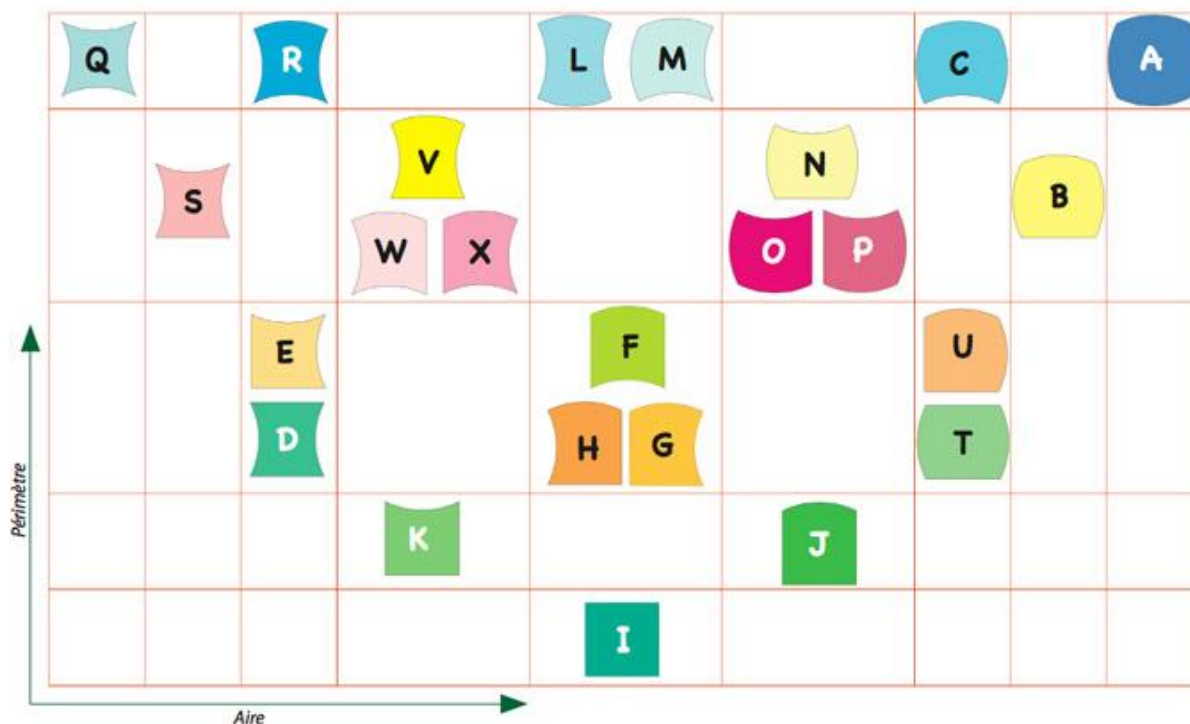 Q R L M C A
V N
S B
W X O P
E F U
D H G T
K J
I
Périmètre
Aire